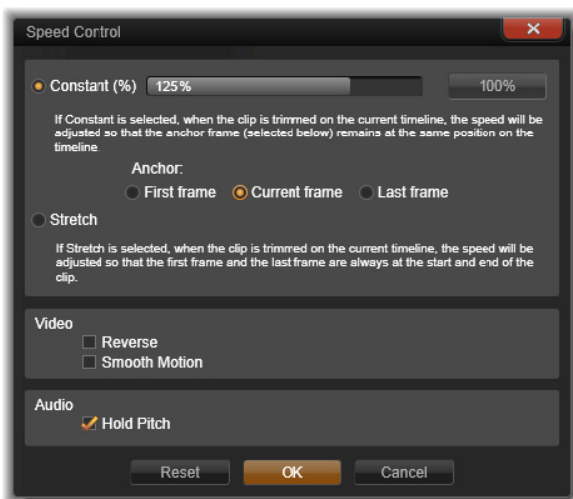 Speed Control
Constant (%) 125% 100%
If Constant is selected, when the clip is trimmed on the current timeline, the speed will be
adjusted so that the anchor frame (selected below) remains at the same position on the
timeline
Anchor:
First frame Current frame Last frame
Stretch
If Stretch is selected, when the clip is trimmed on the current timeline, the speed will be
adjusted so that the first frame and the last frame are always at the start and end of the
clip.
Video
Reverse
Smooth Motion
Audio
Hold Pitch
Reset OK Cancel